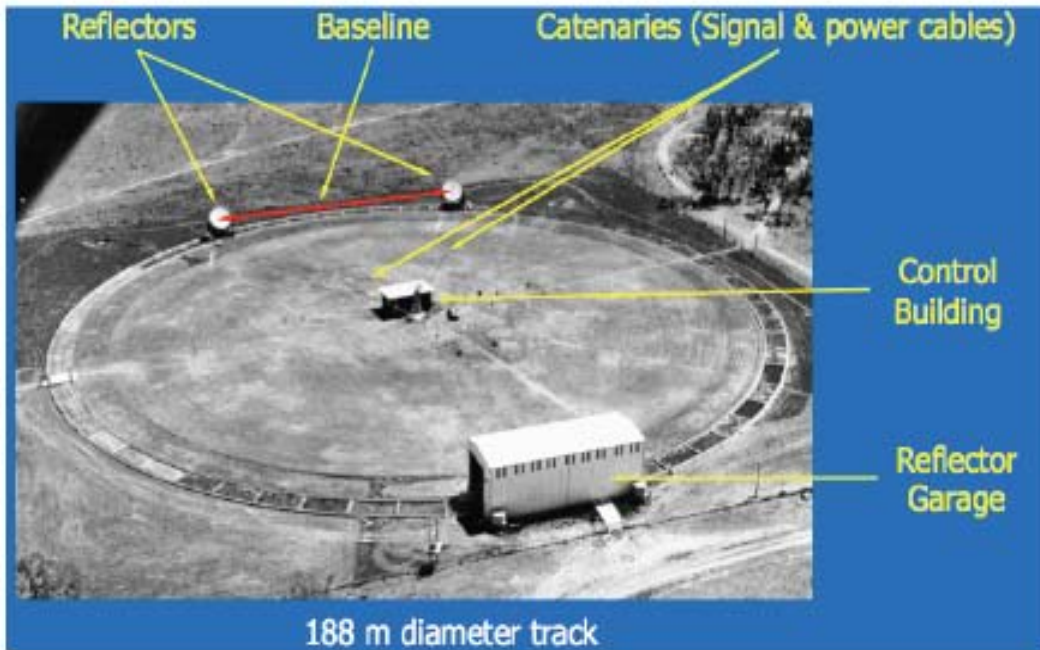 Reflectors
Baseline
Catenaries (Signal & power cables)
Control
Building
Reflector
Garage
188 m diameter track